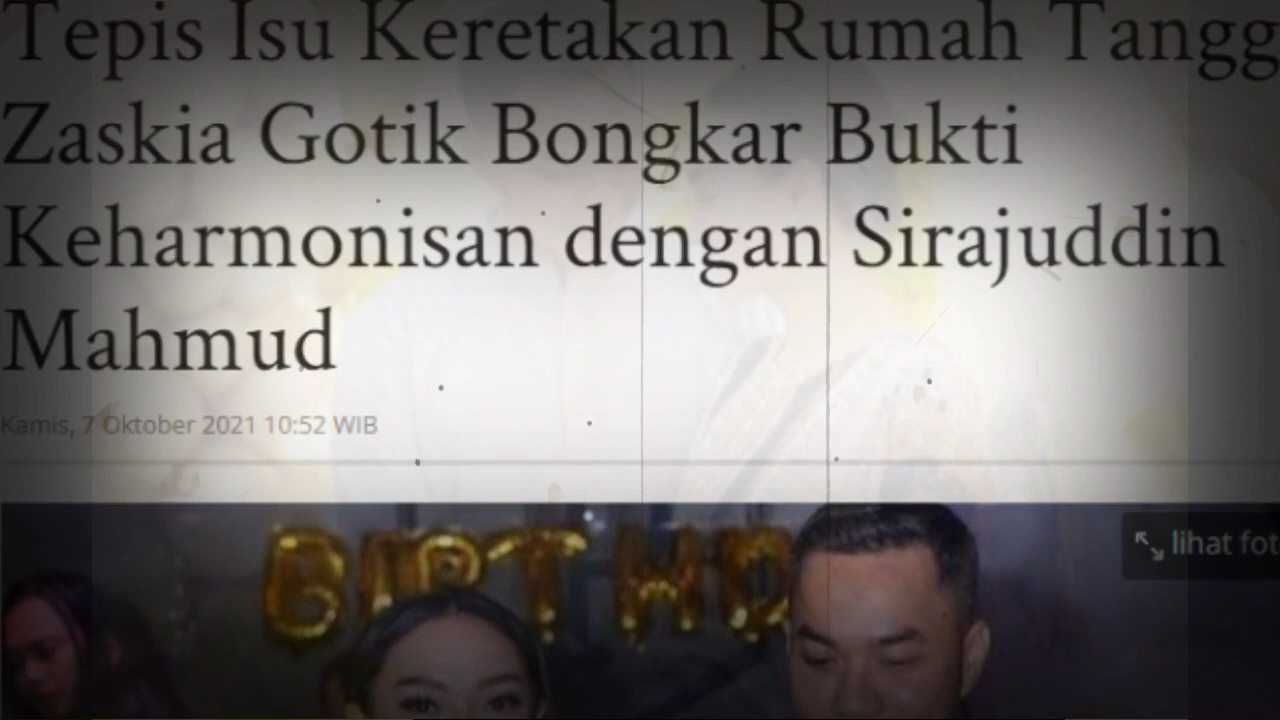 Tepis Isu Keretakan Rumah Tangg
Zaskia Gotik Bongkar Bukti
Keharmonisan dengan Sirajuddin
Mahmud
Kamis, 7 Oktober 2021 10:52 WIB
lihat fot
BIRTHD